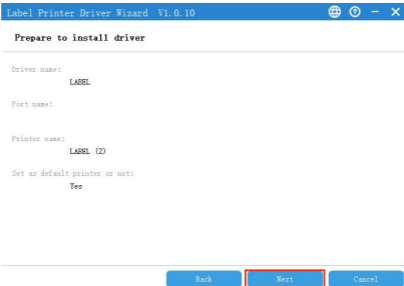 Label Printer Driver Wizard V1.0.10
Prepare to install driver
Driver name:
LABEL
Port name:
Printer name:
LABEL (2)
Set as default printer or not:
Yes
Back Next Cancel